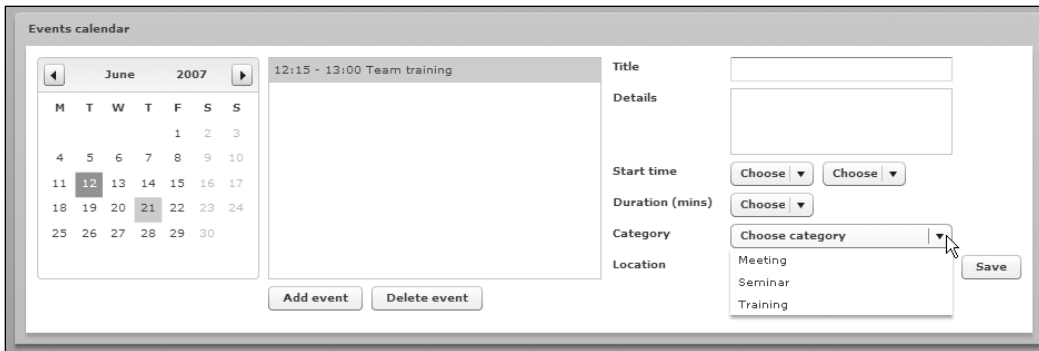 Events calendar
June 2007
M T W T F S S
1 2 3
4 5 6 7 8 9 10
11 12 13 14 15 16 17
18 19 20 21 22 23 24
25 26 27 28 29 30
12:15 - 13:00 Team training
Add event Delete event
Title
Details
Start time Choose Choose
Duration (mins) Choose
Category Choose category
Meeting
Seminar
Training
Location
Save